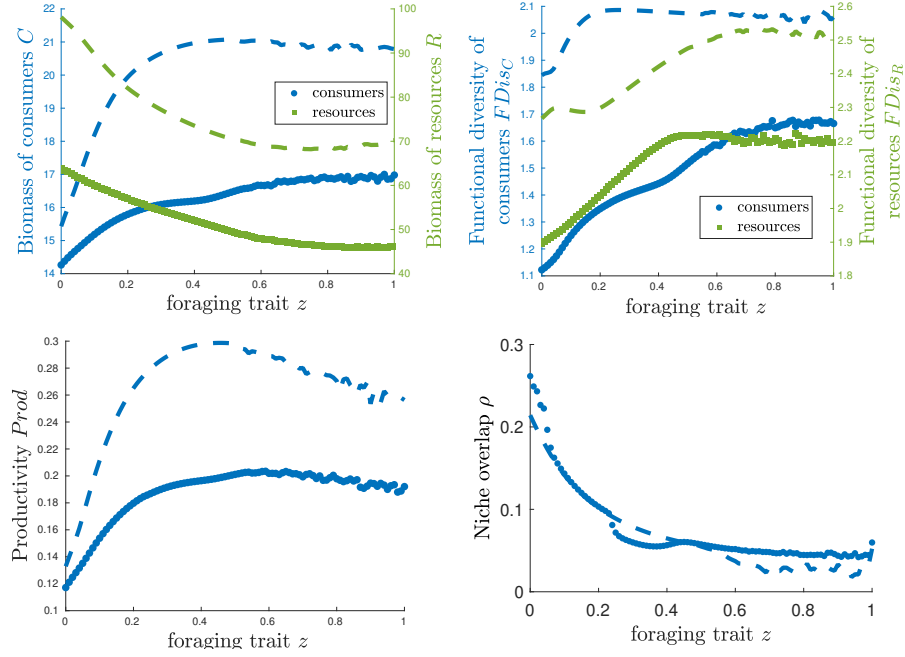 Biomass of consumers C
22
21
20
19
18
17
16
15
14
consumers
resources
100
90
80
70
60
50
40
Biomass of resources R
0 0.2 0.4 0.6 0.8 1
foraging trait z
Functional diversity of
consumers FDis_C
2.1
2
1.9
1.8
1.7
1.6
1.5
1.4
1.3
1.2
1.1
consumers
resources
2.6
2.5
2.4
2.3
2.2
2.1
2
1.9
1.8
Functional diversity of
resources FDis_R
0 0.2 0.4 0.6 0.8 1
foraging trait z
Productivity Prod
0.3
0.28
0.26
0.24
0.22
0.2
0.18
0.16
0.14
0.12
0.1
0 0.2 0.4 0.6 0.8 1
foraging trait z
Niche overlap ρ
0.3
0.2
0.1
0
0 0.2 0.4 0.6 0.8 1
foraging trait z